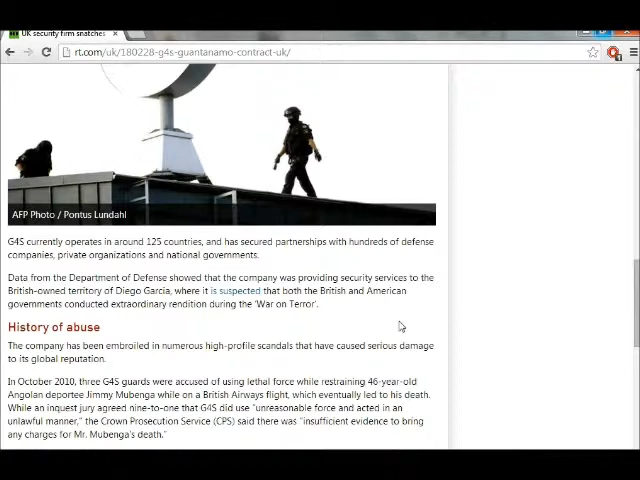 UK security firm snatches
rt.com/uk/180228-g4s-guantanamo-contract-uk/
AFP Photo / Pontus Lundahl
G4S currently operates in around 125 countries, and has secured partnerships with hundreds of defense
companies, private organizations and national governments.
Data from the Department of Defense showed that the company was providing security services to the
British-owned territory of Diego Garcia, where it is suspected that both the British and American
governments conducted extraordinary rendition during the 'War on Terror'.
History of abuse
The company has been embroiled in numerous high-profile scandals that have caused serious damage
to its global reputation.
In October 2010, three G4S guards were accused of using lethal force while restraining 46-year-old
Angolan deportee Jimmy Mubenga while on a British Airways flight, which eventually led to his death.
While an inquest jury agreed nine-to-one that G4S did use "unreasonable force and acted in an
unlawful manner," the Crown Prosecution Service (CPS) said there was "insufficient evidence to bring
any charges for Mr. Mubenga's death."